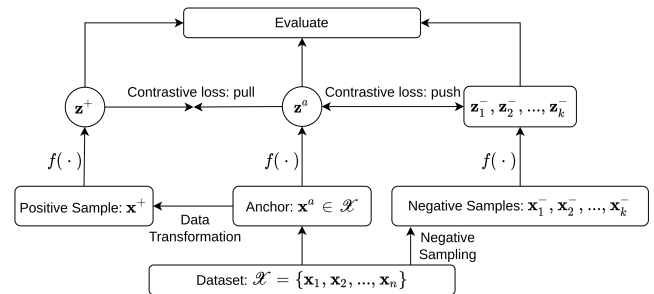 Evaluate
Contrastive loss: pull
Contrastive loss: push
𝐳⁺
𝐳ᵃ
𝐳₁⁻, 𝐳₂⁻, ..., 𝐳ₖ⁻
f(·)
f(·)
f(·)
Positive Sample: 𝐱⁺
Anchor: 𝐱ᵃ ∈ 𝒳
Negative Samples: 𝐱₁⁻, 𝐱₂⁻, ..., 𝐱ₖ⁻
Data
Transformation
Negative
Sampling
Dataset: 𝒳 = {𝐱₁, 𝐱₂, ..., 𝐱ₙ}